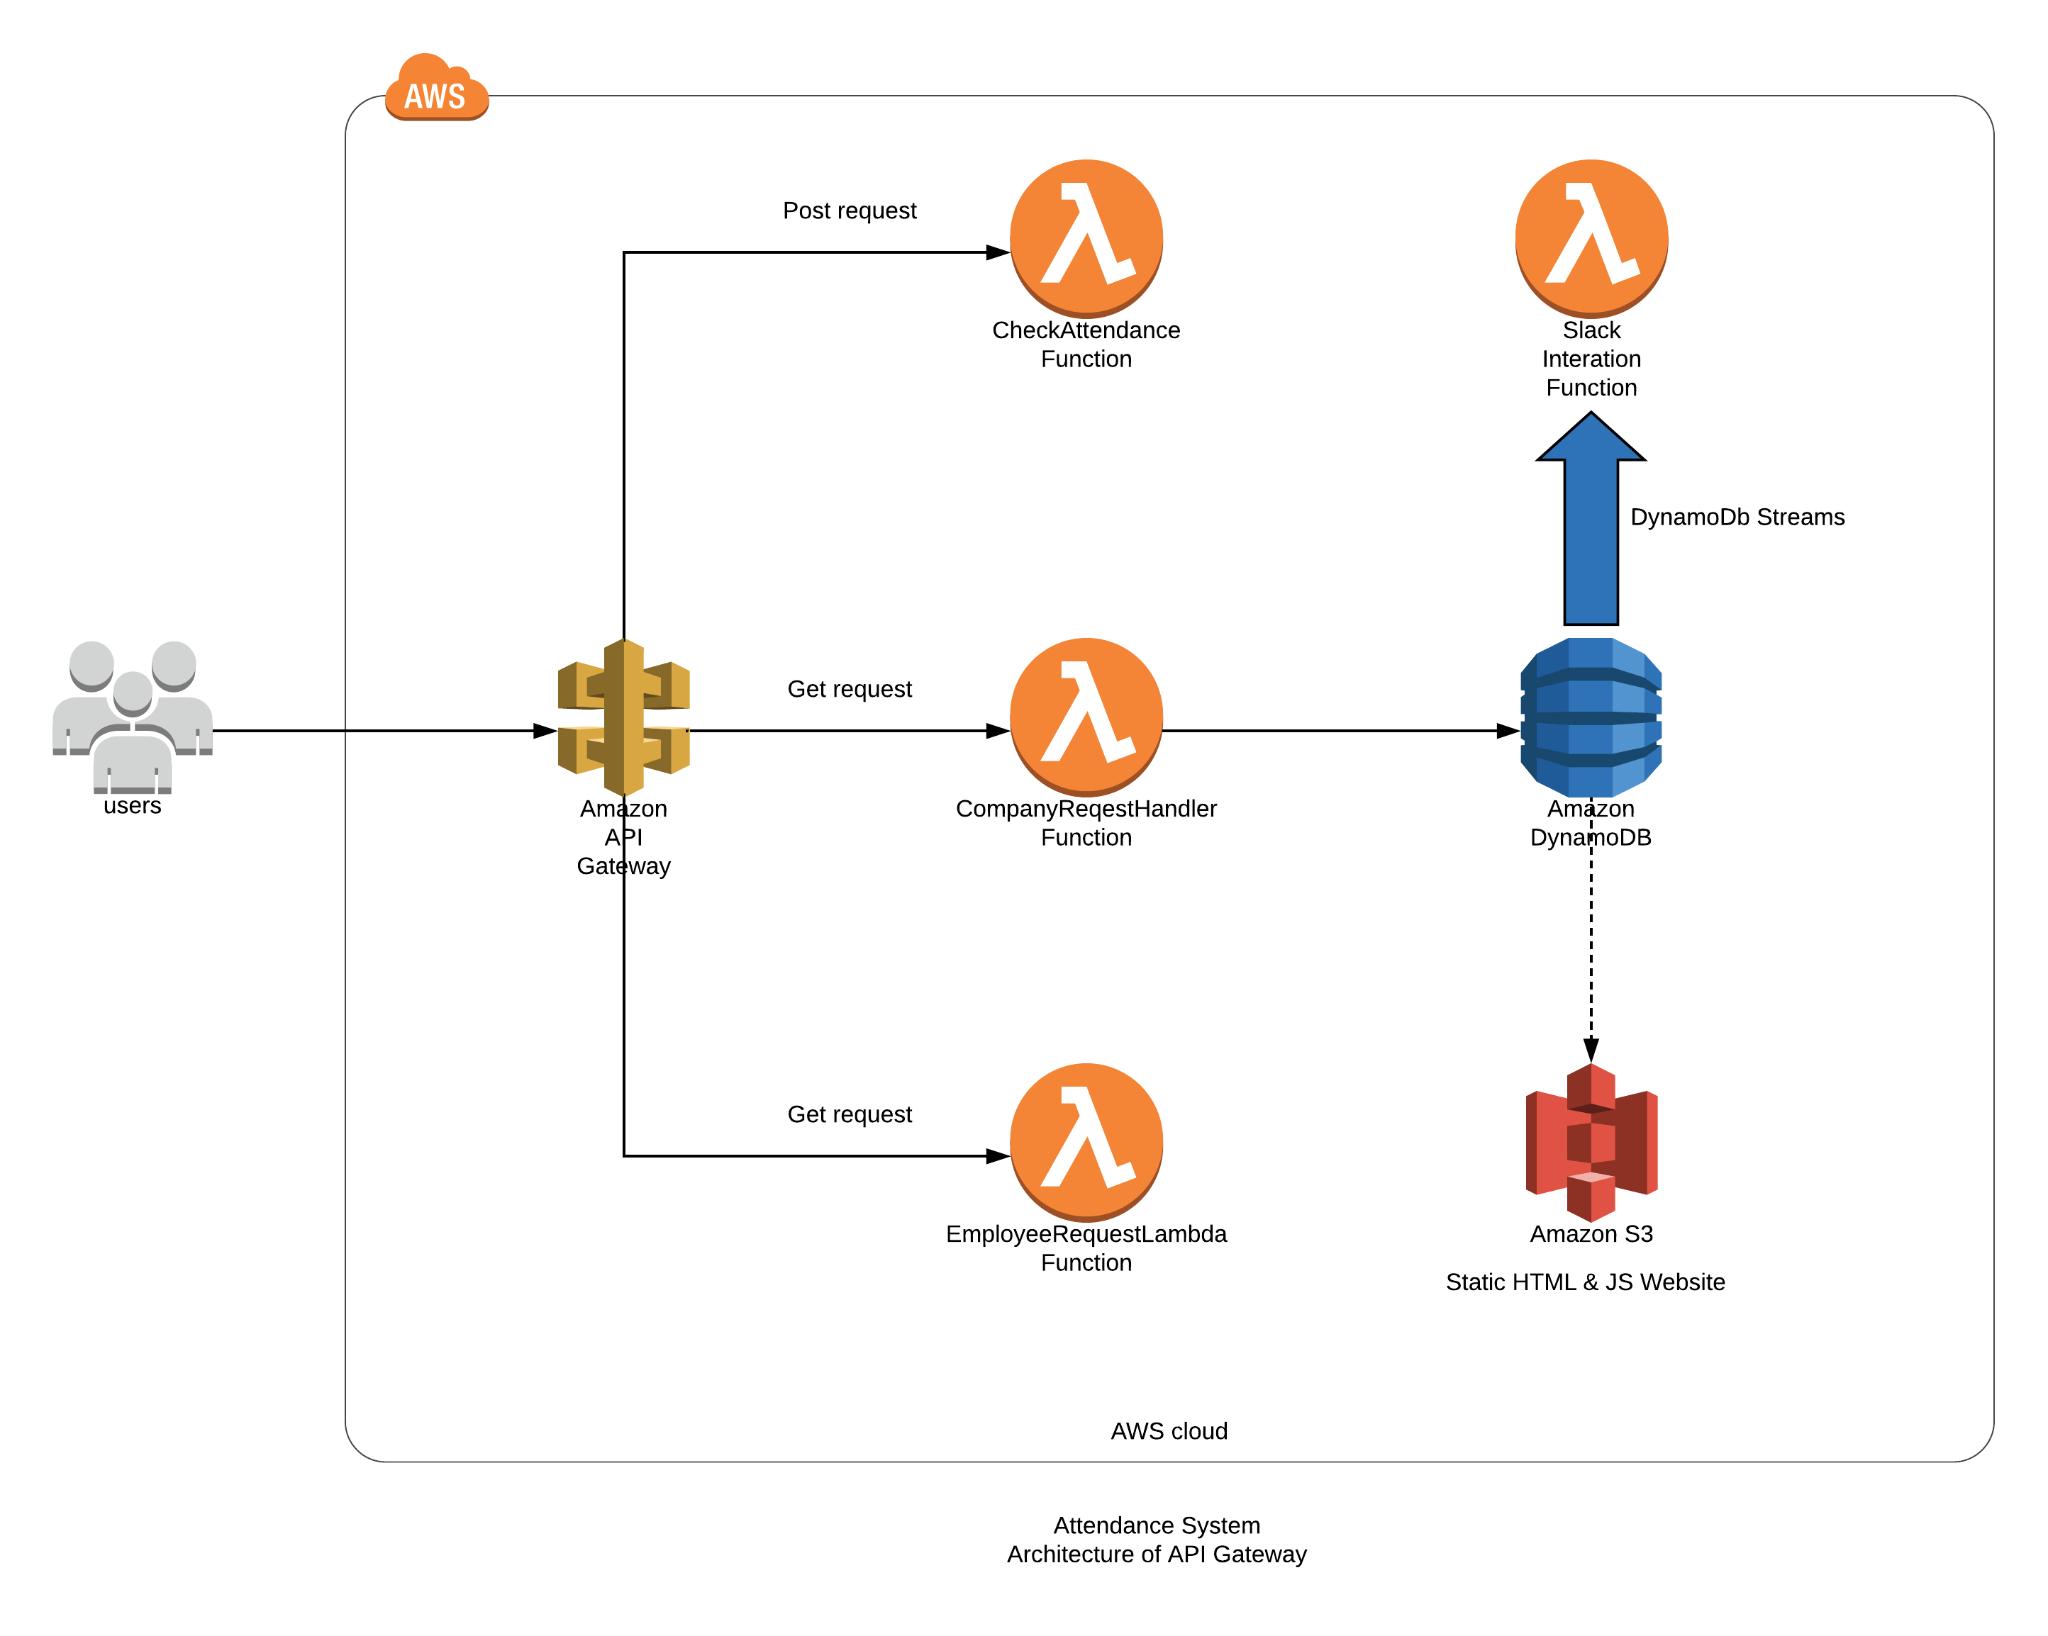 AWS
Post request
CheckAttendance
Function
Slack
Interation
Function
DynamoDb Streams
users
Amazon
API
Gateway
Get request
CompanyReqestHandler
Function
Amazon
DynamoDB
Get request
EmployeeRequestLambda
Function
Amazon S3
Static HTML & JS Website
AWS cloud
Attendance System
Architecture of API Gateway